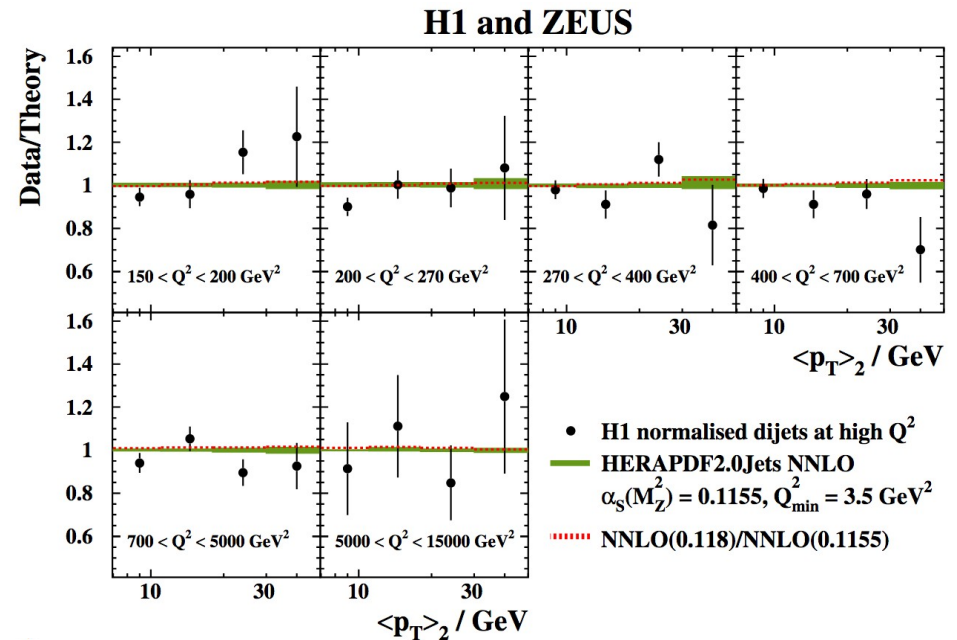 H1 and ZEUS
Data/Theory
1.6
1.4
1.2
1
0.8
0.6
150 < Q² < 200 GeV²
200 < Q² < 270 GeV²
270 < Q² < 400 GeV²
400 < Q² < 700 GeV²
10 30
10 30
<p_T>₂ / GeV
1.6
1.4
1.2
1
0.8
0.6
700 < Q² < 5000 GeV²
5000 < Q² < 15000 GeV²
10 30
10 30
<p_T>₂ / GeV
H1 normalised dijets at high Q²
HERAPDF2.0Jets NNLO
α_S(M_Z²) = 0.1155, Q²_min = 3.5 GeV²
NNLO(0.118)/NNLO(0.1155)